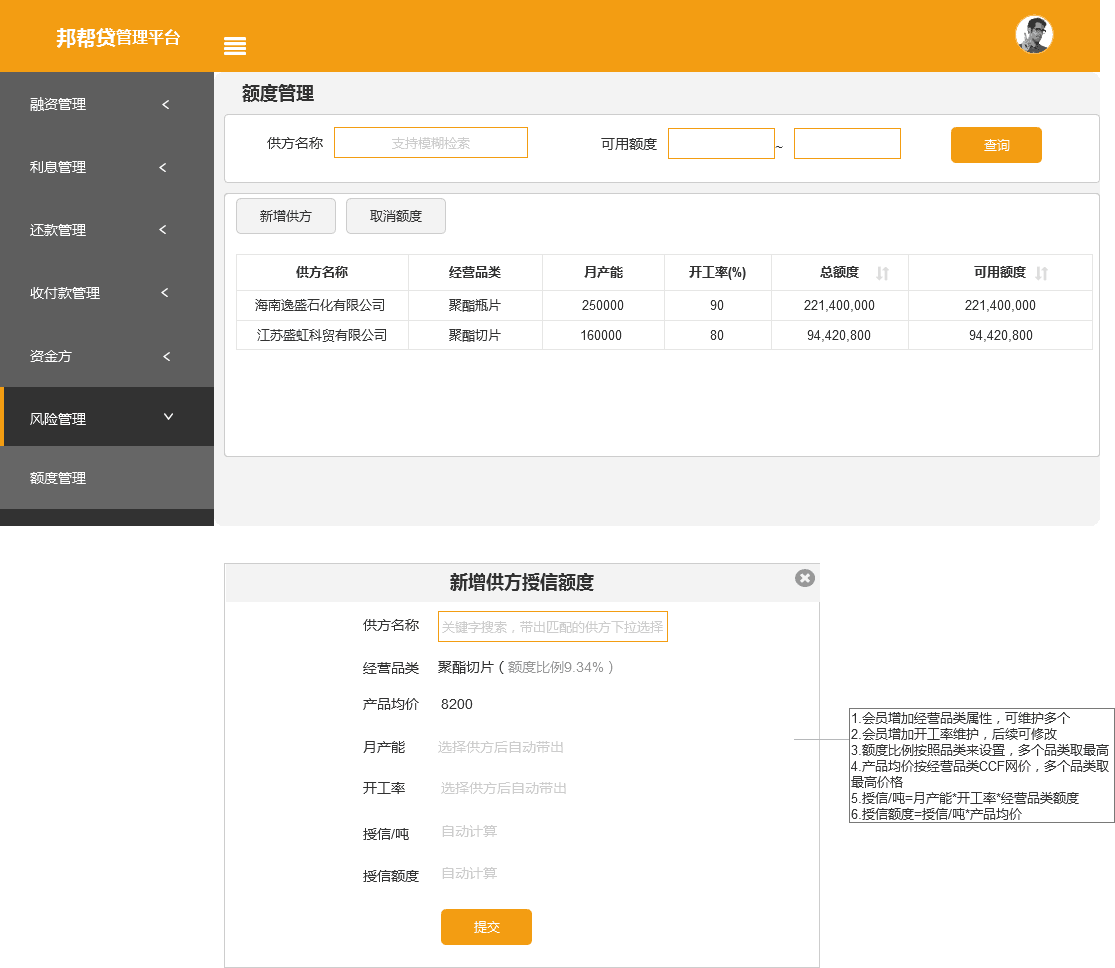 邦帮贷管理平台
融资管理
利息管理
还款管理
收付款管理
资金方
风险管理
额度管理
额度管理
供方名称 支持模糊检索 可用额度 ~ 查询
新增供方 取消额度
供方名称 经营品类 月产能 开工率(%) 总额度 可用额度
海南逸盛石化有限公司 聚酯瓶片 250000 90 221,400,000 221,400,000
江苏盛虹科贸有限公司 聚酯切片 160000 80 94,420,800 94,420,800
新增供方授信额度
供方名称 关键字搜索，带出匹配的供方下拉选择
经营品类 聚酯切片（额度比例9.34%）
产品均价 8200
月产能 选择供方后自动带出
开工率 选择供方后自动带出
授信/吨 自动计算
授信额度 自动计算
提交
1.会员增加经营品类属性，可维护多个
2.会员增加开工率维护，后续可修改
3.额度比例按照品类来设置，多个品类取最高
4.产品均价按经营品类CCF网价，多个品类取
最高价格
5.授信/吨=月产能*开工率*经营品类额度
6.授信额度=授信/吨*产品均价